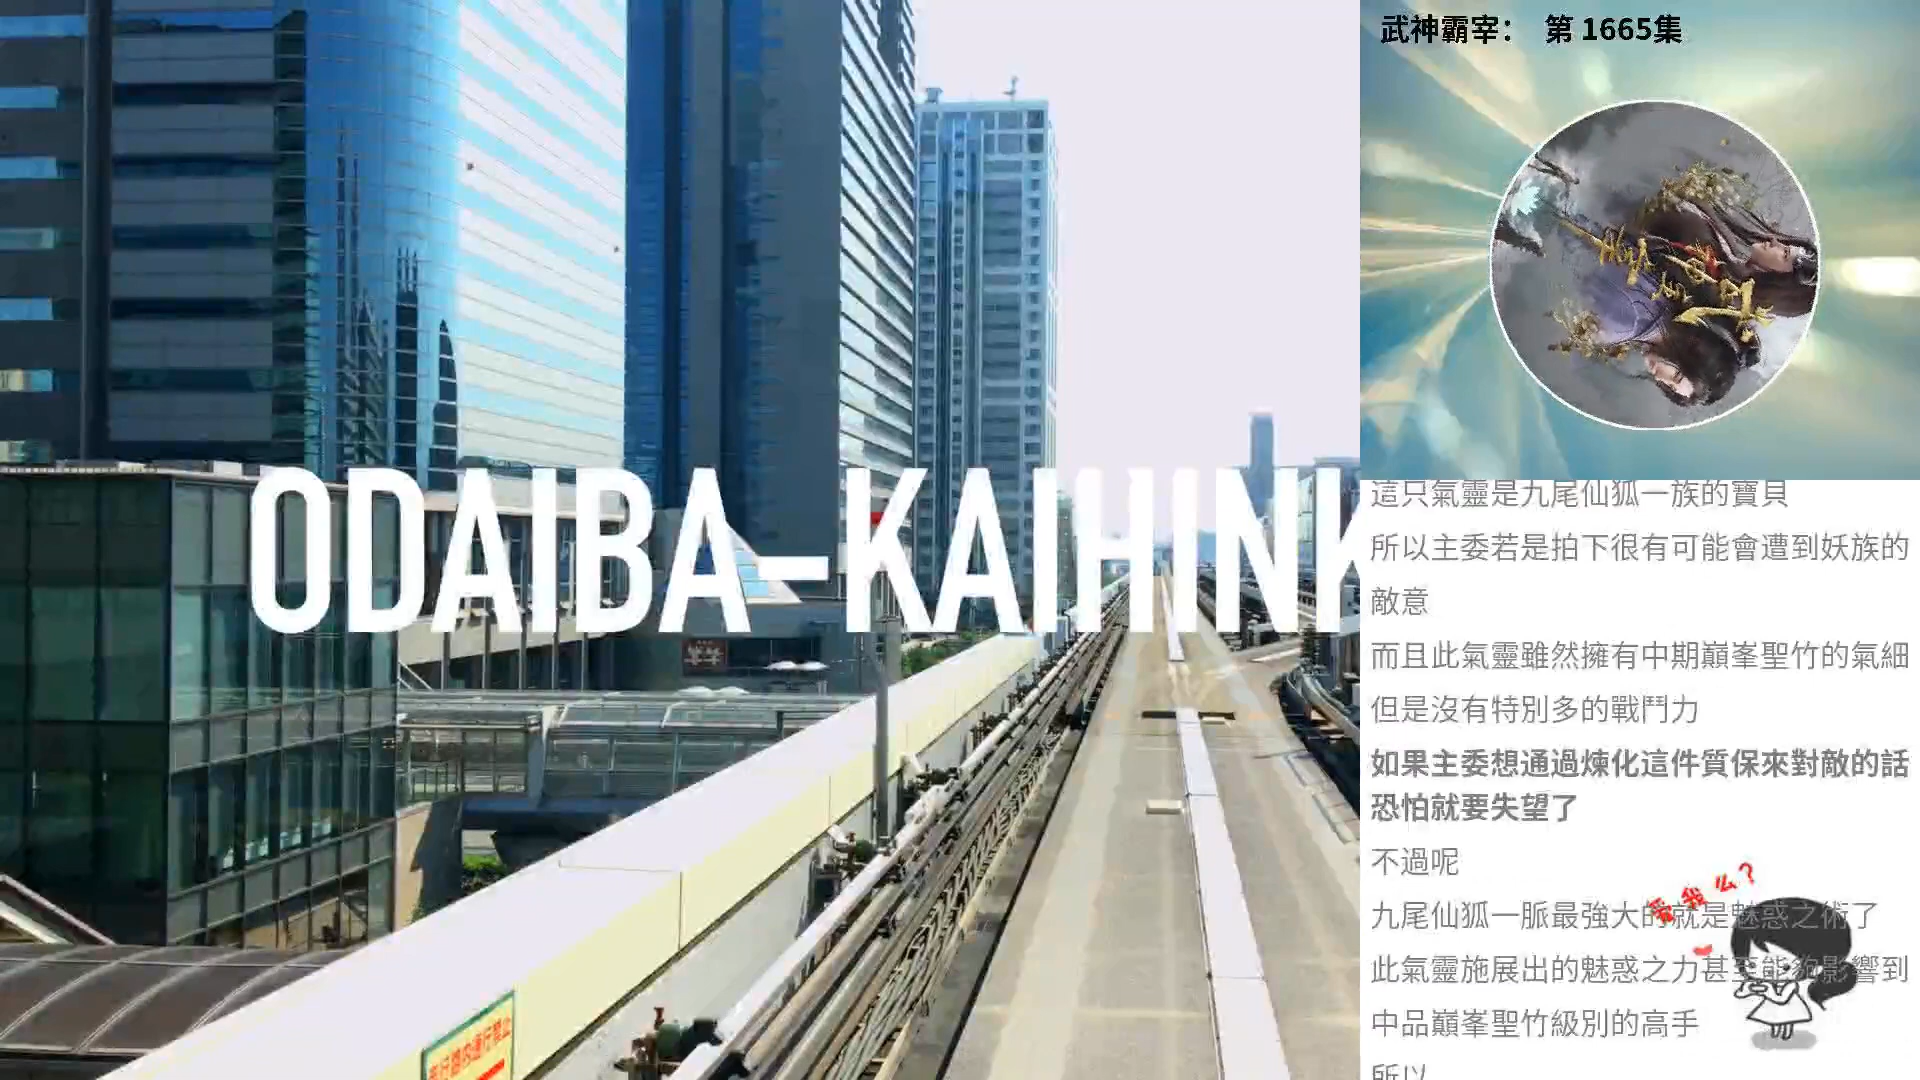 武神霸宰： 第 1665集
ODAIBA-KAIHINK
這只氣靈是九尾仙狐一族的寶貝
所以主委若是拍下很有可能會遭到妖族的
敵意
而且此氣靈雖然擁有中期巔峯聖竹的氣細
但是沒有特別多的戰鬥力
如果主委想通過煉化這件質保來對敵的話
恐怕就要失望了
不過呢
爱我么？
九尾仙狐一脈最強大的就是魅惑之術了
此氣靈施展出的魅惑之力甚至能夠影響到
中品巔峯聖竹級別的高手
所以